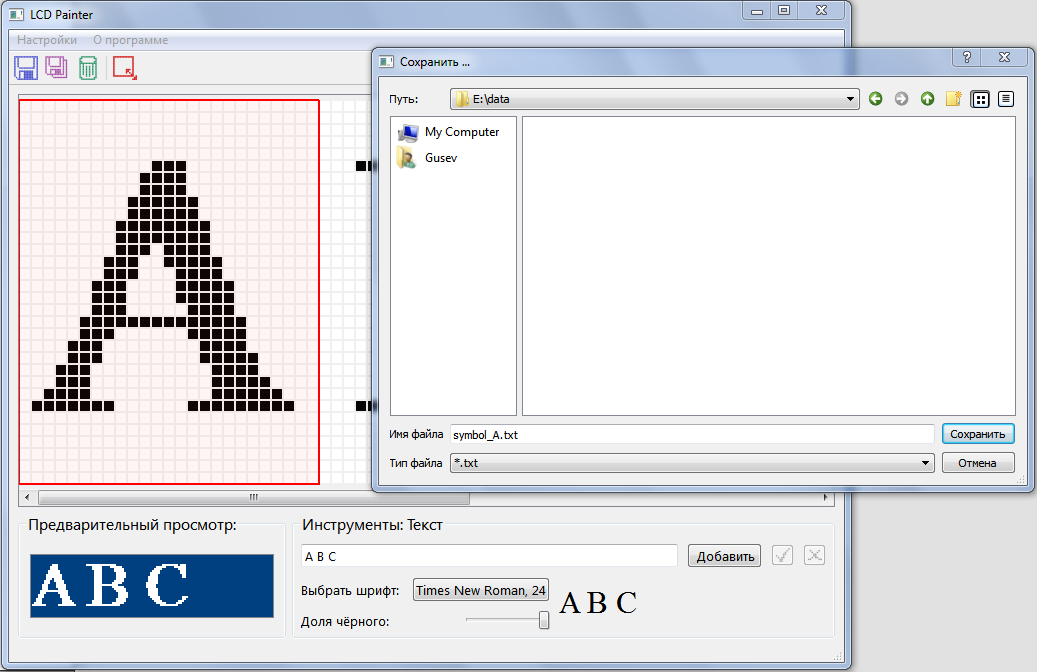 LCD Painter
Настройки О программе
Сохранить ...
Путь: E:\data
My Computer
Gusev
Имя файла symbol_A.txt Сохранить
Тип файла *.txt Отмена
A
Предварительный просмотр:
A B C
Инструменты: Текст
A B C Добавить
Выбрать шрифт: Times New Roman, 24
A B C
Доля чёрного: